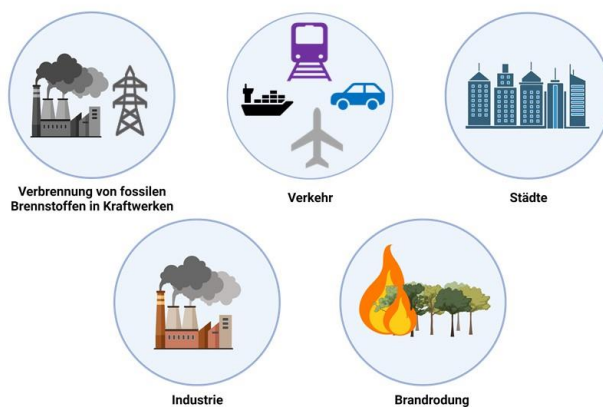 Verbrennung von fossilen
Brennstoffen in Kraftwerken
Verkehr
Städte
Industrie
Brandrodung